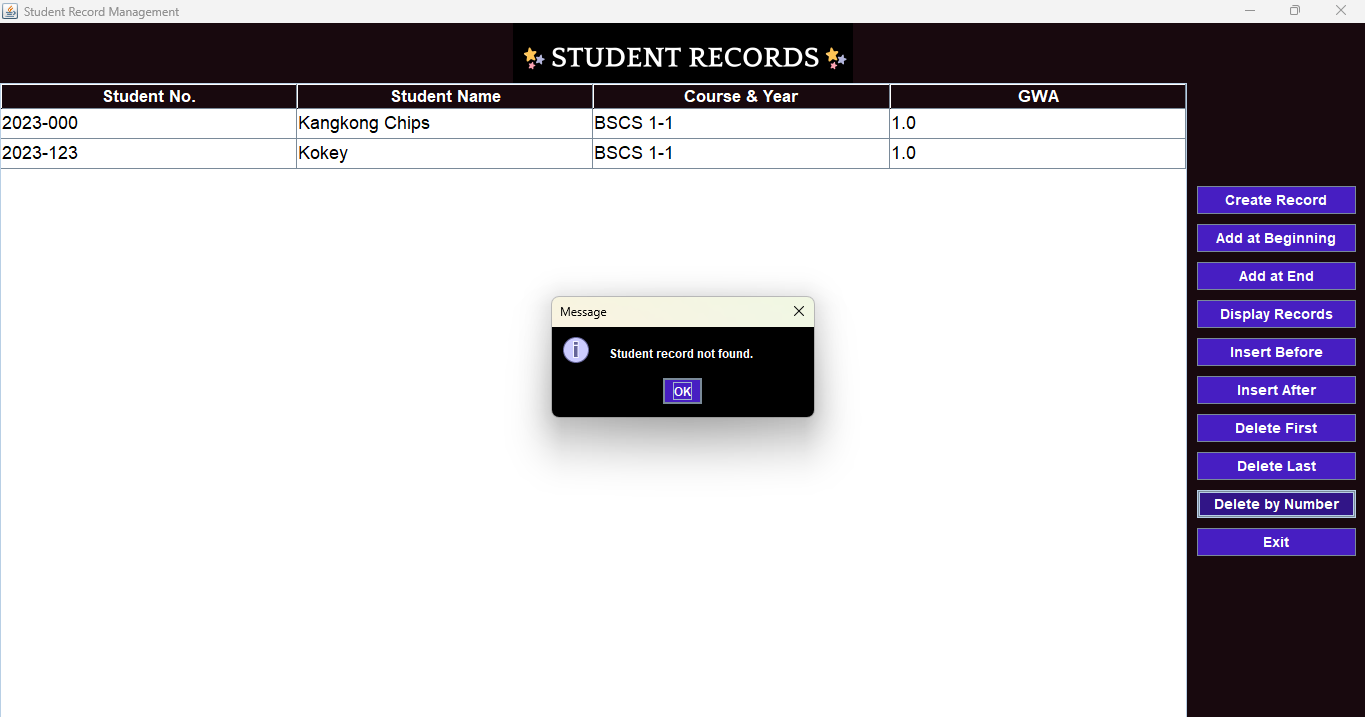 Student Record Management
STUDENT RECORDS
Student No. Student Name Course & Year GWA
2023-000 Kangkong Chips BSCS 1-1 1.0
2023-123 Kokey BSCS 1-1 1.0
Create Record
Add at Beginning
Add at End
Message
Display Records
i Student record not found.
Insert Before
OK
Insert After
Delete First
Delete Last
Delete by Number
Exit